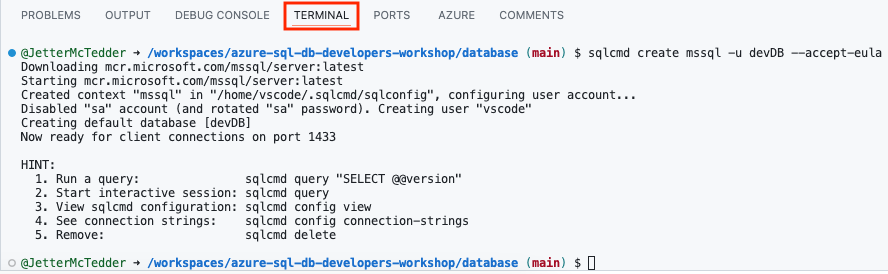 PROBLEMS OUTPUT DEBUG CONSOLE TERMINAL PORTS AZURE COMMENTS
@JetterMcTedder ➜ /workspaces/azure-sql-db-developers-workshop/database (main) $ sqlcmd create mssql -u devDB --accept-eula
Downloading mcr.microsoft.com/mssql/server:latest
Starting mcr.microsoft.com/mssql/server:latest
Created context "mssql" in "/home/vscode/.sqlcmd/sqlconfig", configuring user account...
Disabled "sa" account (and rotated "sa" password). Creating user "vscode"
Creating default database [devDB]
Now ready for client connections on port 1433
HINT:
1. Run a query: sqlcmd query "SELECT @@version"
2. Start interactive session: sqlcmd query
3. View sqlcmd configuration: sqlcmd config view
4. See connection strings: sqlcmd config connection-strings
5. Remove: sqlcmd delete
@JetterMcTedder ➜ /workspaces/azure-sql-db-developers-workshop/database (main) $